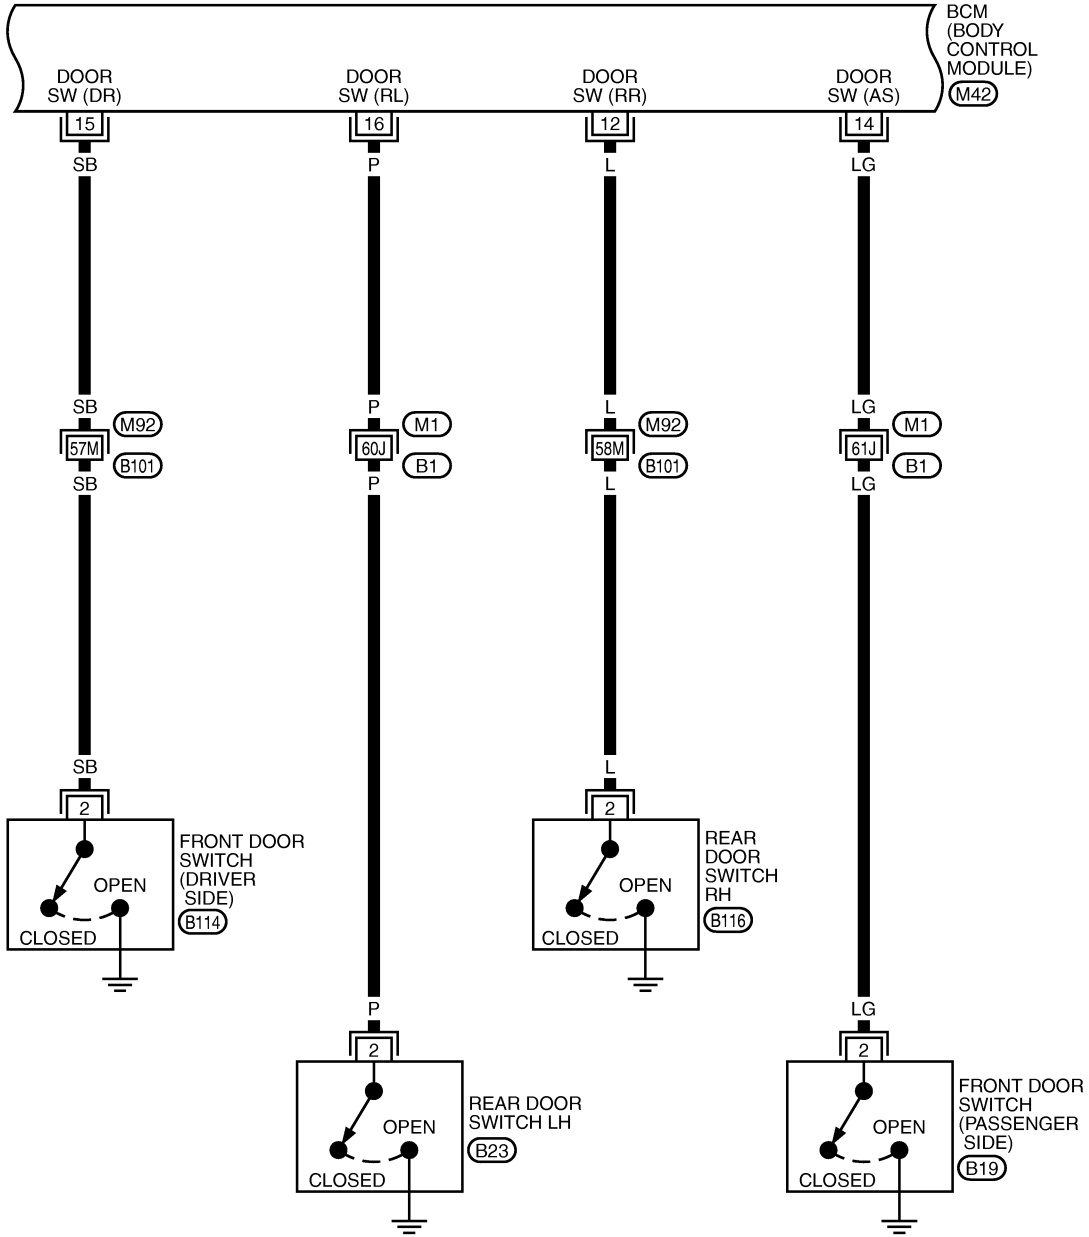 BCM
(BODY
CONTROL
MODULE)
M42
DOOR
SW (DR)
DOOR
SW (RL)
DOOR
SW (RR)
DOOR
SW (AS)
15
16
12
14
SB
P
L
LG
SB
P
L
LG
M92
M1
M92
M1
57M
60J
58M
61J
B101
B1
B101
B1
SB
P
L
LG
SB
L
2
2
FRONT DOOR
SWITCH
(DRIVER
SIDE)
B114
OPEN
CLOSED
REAR
DOOR
SWITCH
RH
B116
OPEN
CLOSED
P
LG
2
2
REAR DOOR
SWITCH LH
B23
OPEN
CLOSED
FRONT DOOR
SWITCH
(PASSENGER
SIDE)
B19
OPEN
CLOSED